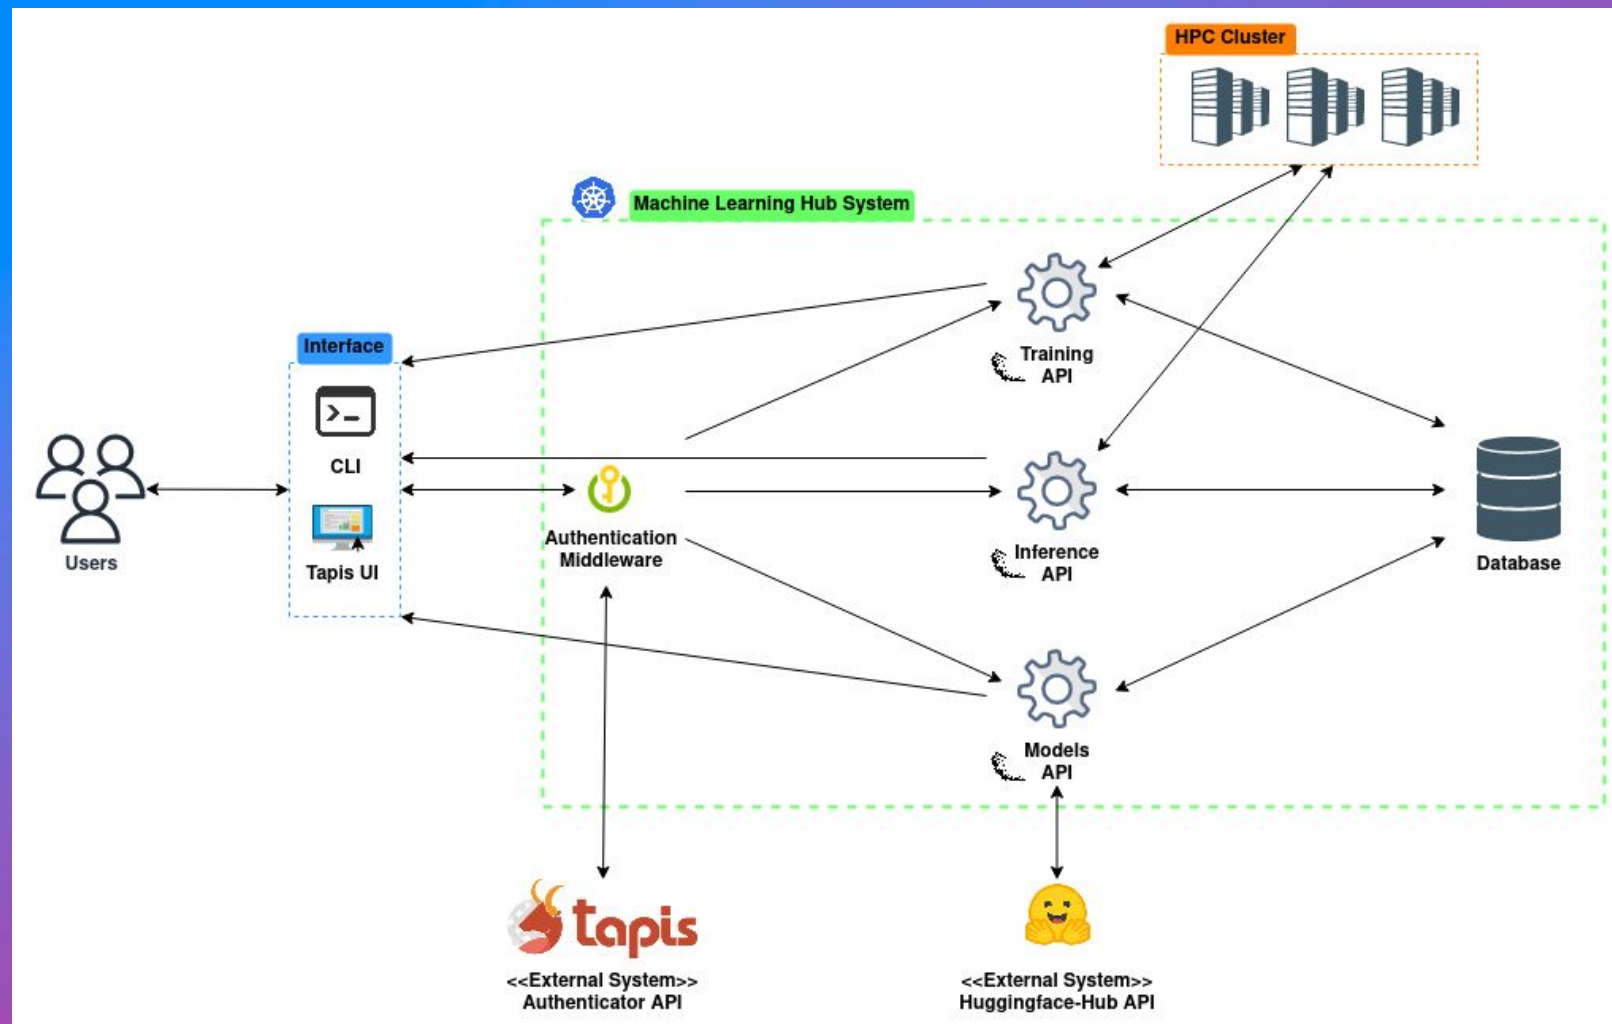 HPC Cluster
Machine Learning Hub System
Interface
CLI
Tapis UI
Users
Authentication
Middleware
Training
API
Inference
API
Models
API
Database
tapis
<<External System>>
Authenticator API
<<External System>>
Huggingface-Hub API